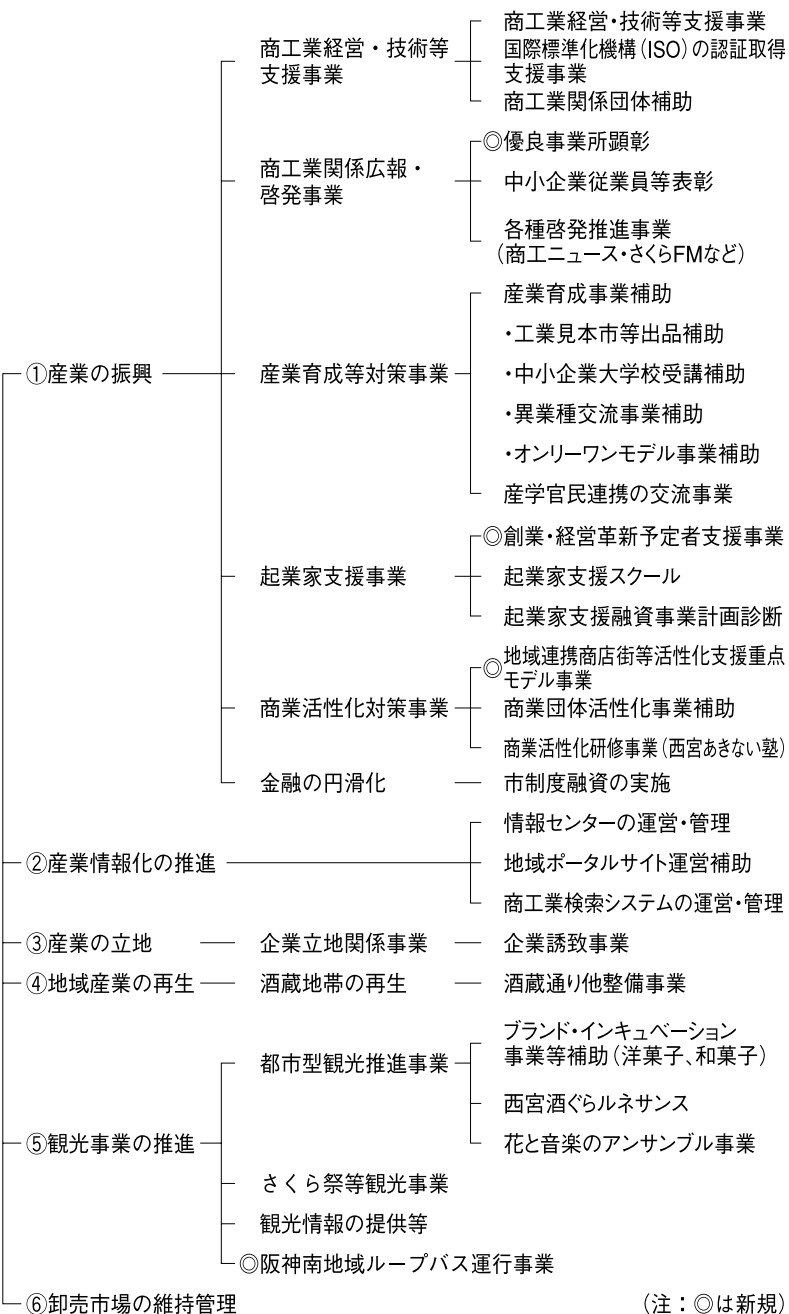 ①産業の振興
商工業経営・技術等
支援事業
商工業経営・技術等支援事業
国際標準化機構(ISO)の認証取得
支援事業
商工業関係団体補助
商工業関係広報・
啓発事業
◎優良事業所顕彰
中小企業従業員等表彰
各種啓発推進事業
(商工ニュース・さくらFMなど)
産業育成等対策事業
産業育成事業補助
・工業見本市等出品補助
・中小企業大学校受講補助
・異業種交流事業補助
・オンリーワンモデル事業補助
産学官民連携の交流事業
起業家支援事業
◎創業・経営革新予定者支援事業
起業家支援スクール
起業家支援融資事業計画診断
商業活性化対策事業
◎地域連携商店街等活性化支援重点
モデル事業
商業団体活性化事業補助
商業活性化研修事業(西宮あきない塾)
金融の円滑化
市制度融資の実施
②産業情報化の推進
情報センターの運営・管理
地域ポータルサイト運営補助
商工業検索システムの運営・管理
③産業の立地
企業立地関係事業
企業誘致事業
④地域産業の再生
酒蔵地帯の再生
酒蔵通り他整備事業
⑤観光事業の推進
都市型観光推進事業
ブランド・インキュベーション
事業等補助(洋菓子、和菓子)
西宮酒ぐらルネサンス
花と音楽のアンサンブル事業
さくら祭等観光事業
観光情報の提供等
◎阪神南地域ループバス運行事業
⑥卸売市場の維持管理
(注：◎は新規)